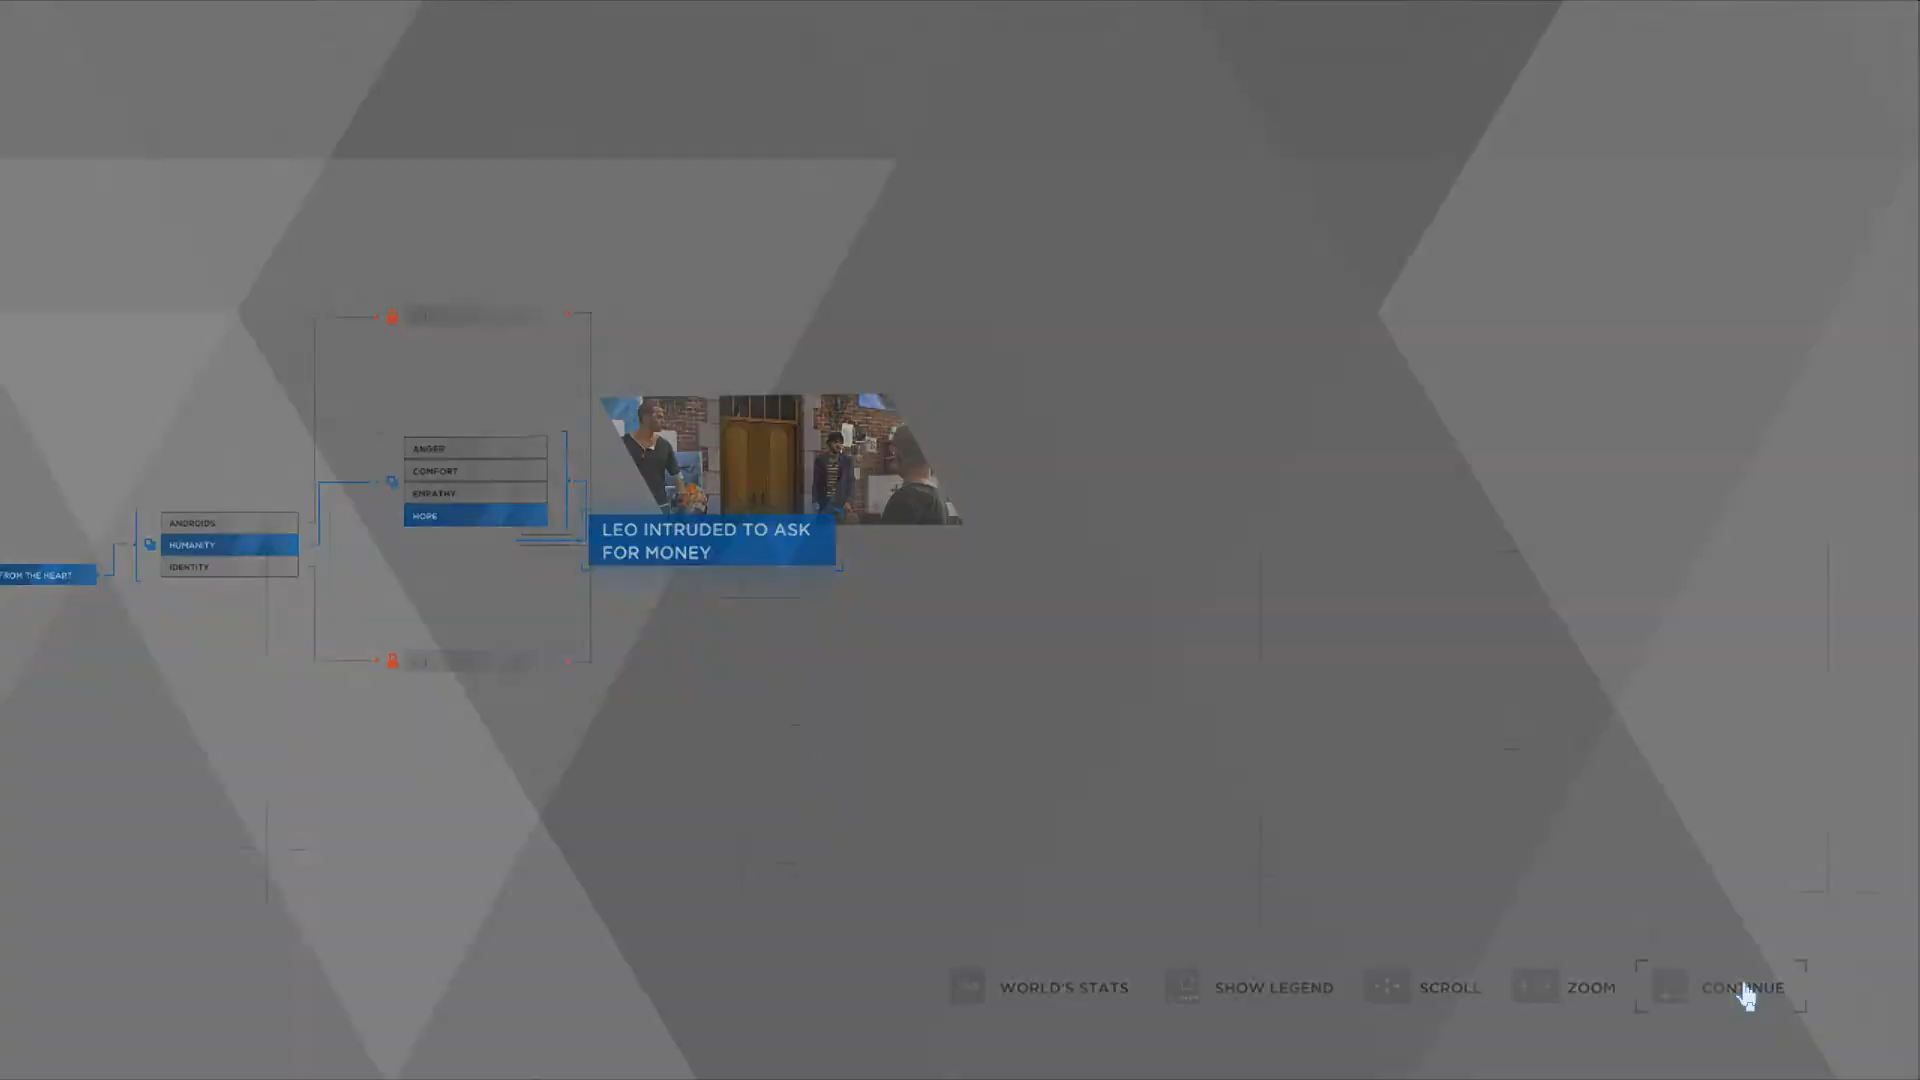 ANGER
COMFORT
EMPATHY
HOPE
ANDROIDS
HUMANITY
IDENTITY
FROM THE HEART
LEO INTRUDED TO ASK
FOR MONEY
WORLD'S STATS
SHOW LEGEND
SCROLL
ZOOM
CONTINUE